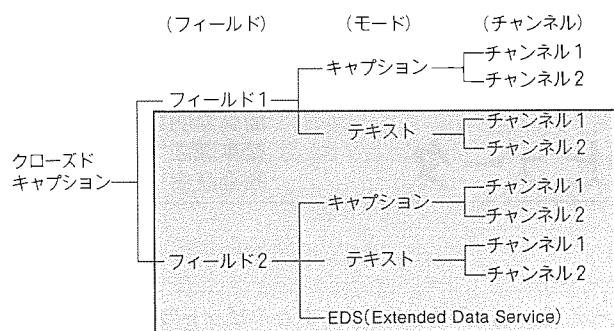 (フィールド) (モード) (チャンネル)
キャプション チャンネル1
チャンネル2
フィールド1
テキスト チャンネル1
チャンネル2
クローズド
キャプション
キャプション チャンネル1
チャンネル2
フィールド2 テキスト チャンネル1
チャンネル2
EDS(Extended Data Service)